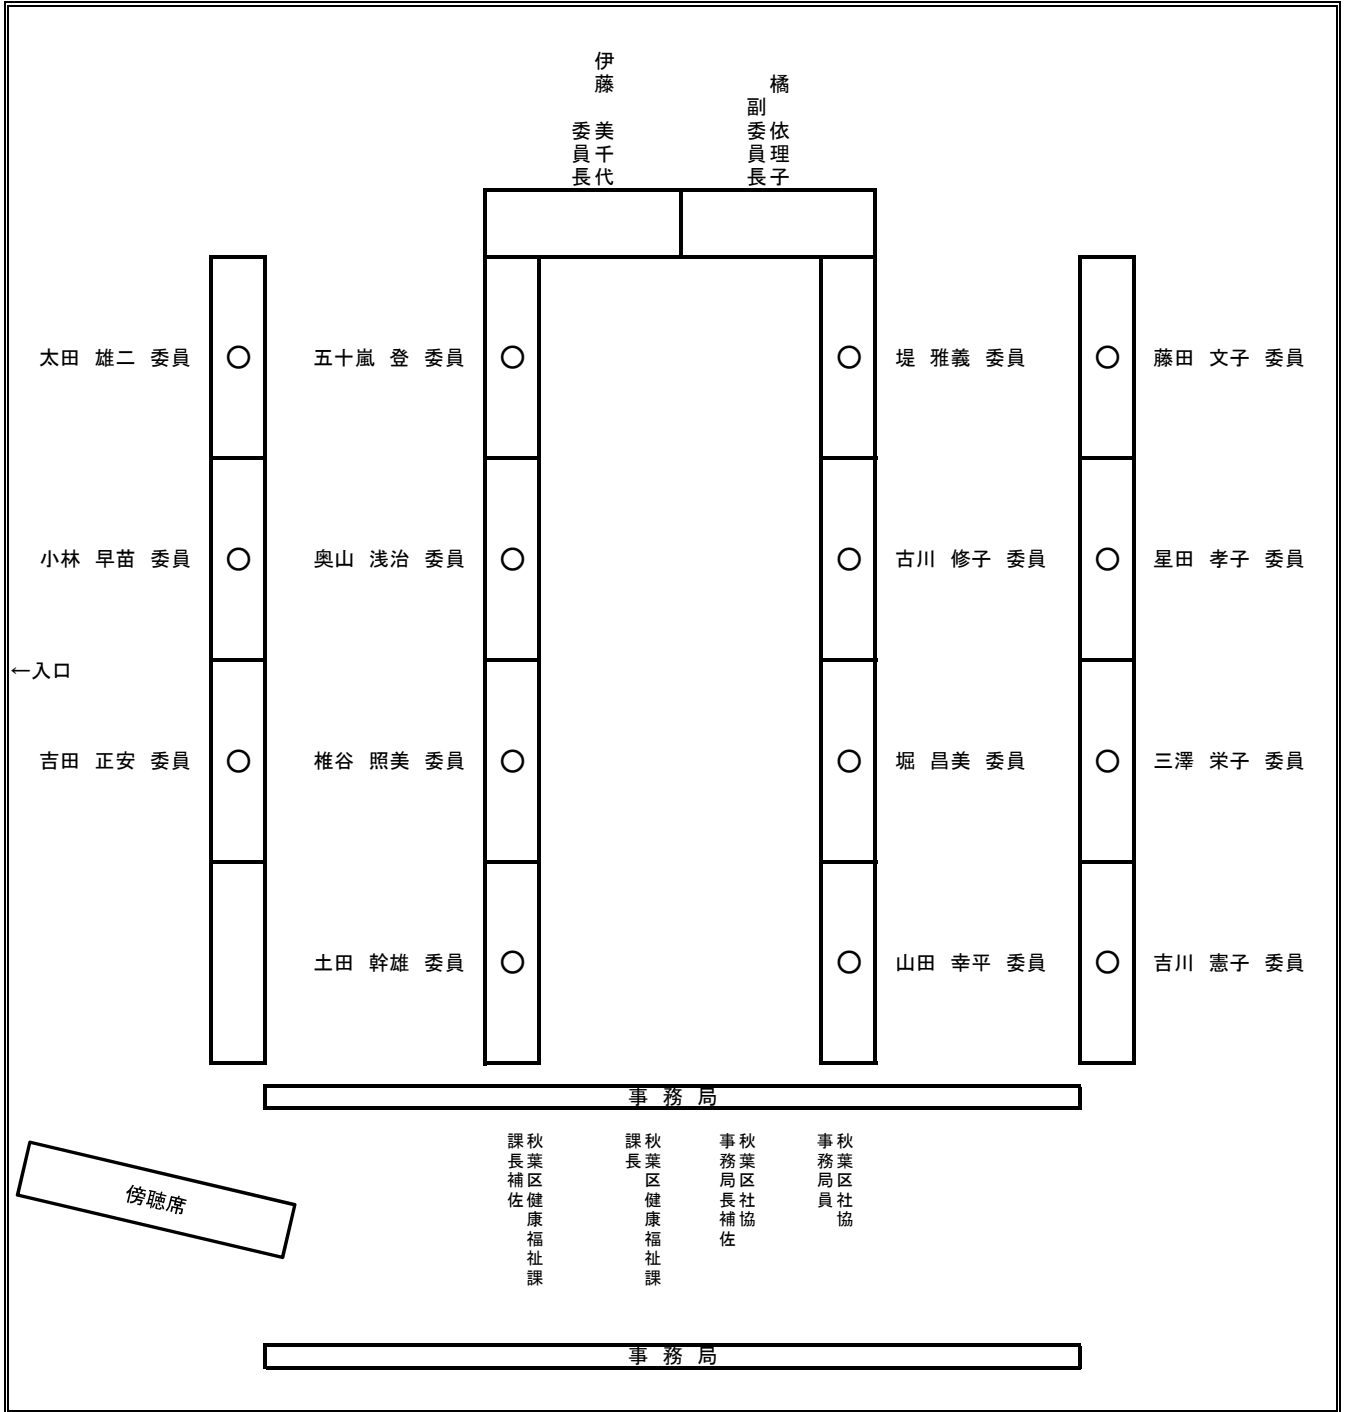 橘 依理子
副委員長
伊藤 美千代
委員長
太田 雄二 委員
五十嵐 登 委員
堤 雅義 委員
藤田 文子 委員
小林 早苗 委員
奥山 浅治 委員
古川 修子 委員
星田 孝子 委員
←入口
吉田 正安 委員
椎谷 照美 委員
堀 昌美 委員
三澤 栄子 委員
土田 幹雄 委員
山田 幸平 委員
吉川 憲子 委員
事 務 局
秋葉区社協
事務局員
秋葉区社協
事務局長補佐
秋葉区健康福祉課
課長
秋葉区健康福祉課
課長補佐
傍聴席
事 務 局